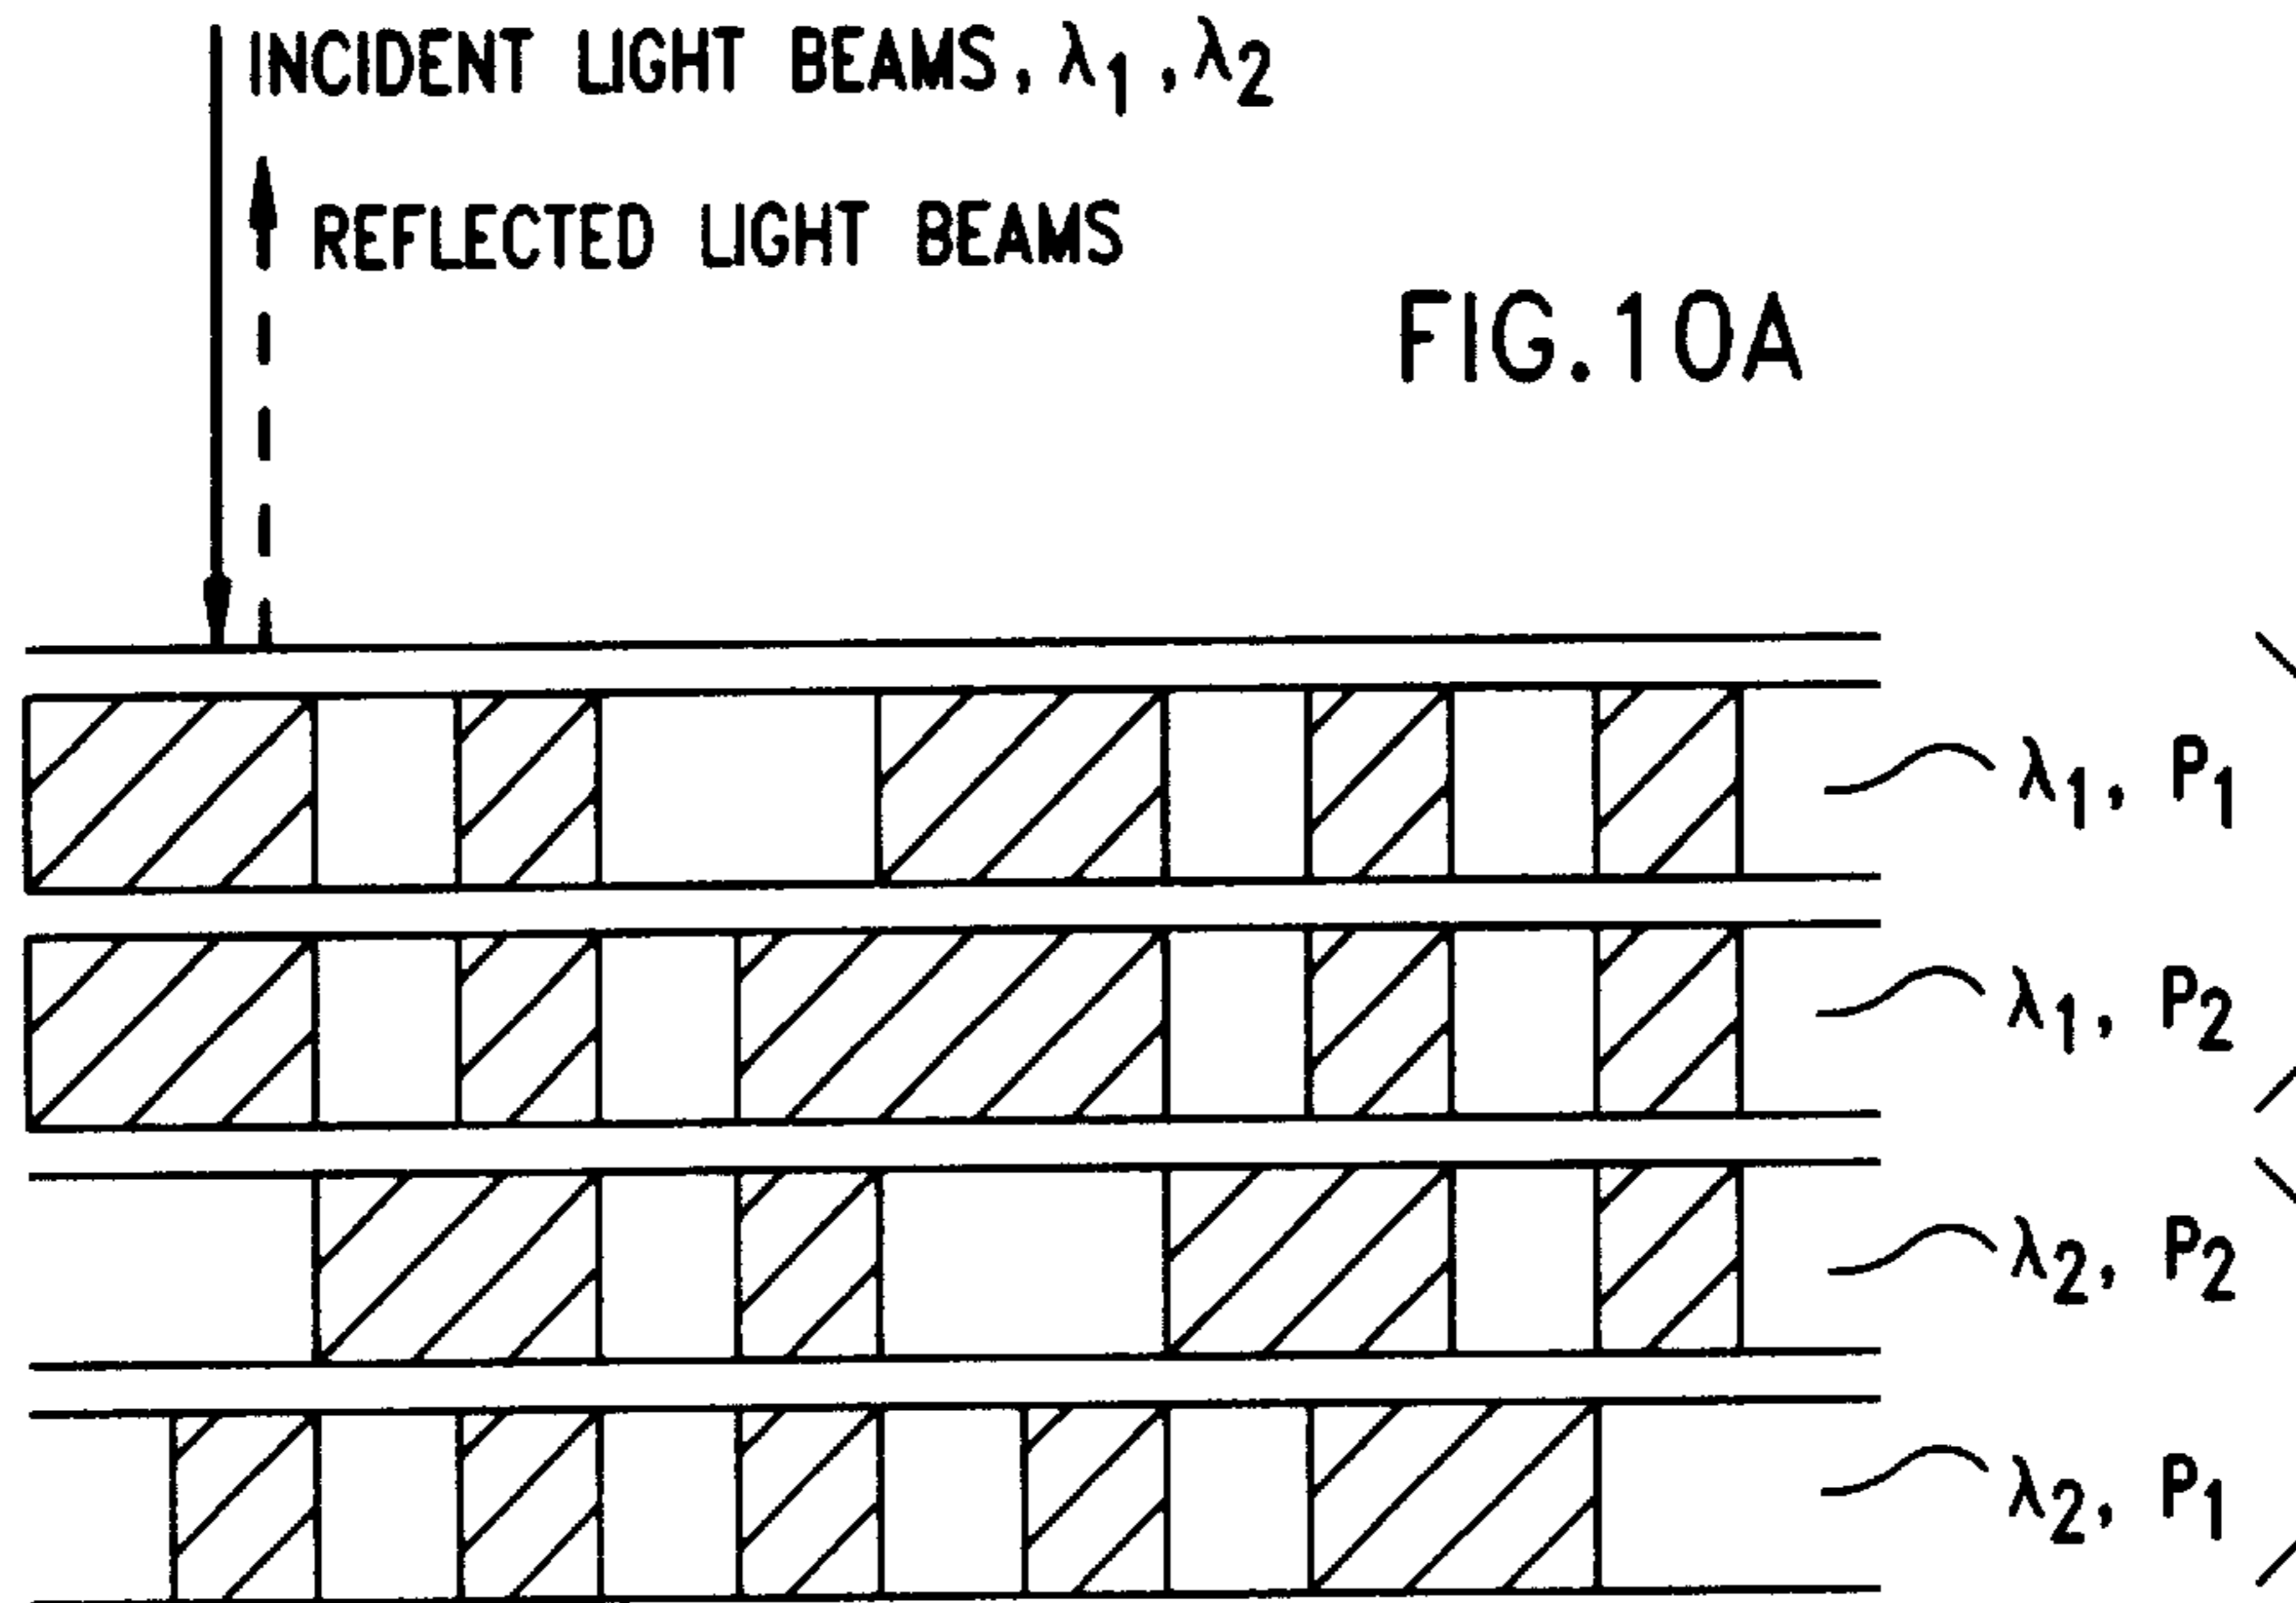 INCIDENT LIGHT BEAMS, λ1, λ2
REFLECTED LIGHT BEAMS
FIG.10A
λ1, P1
λ1, P2
λ2, P2
λ2, P1